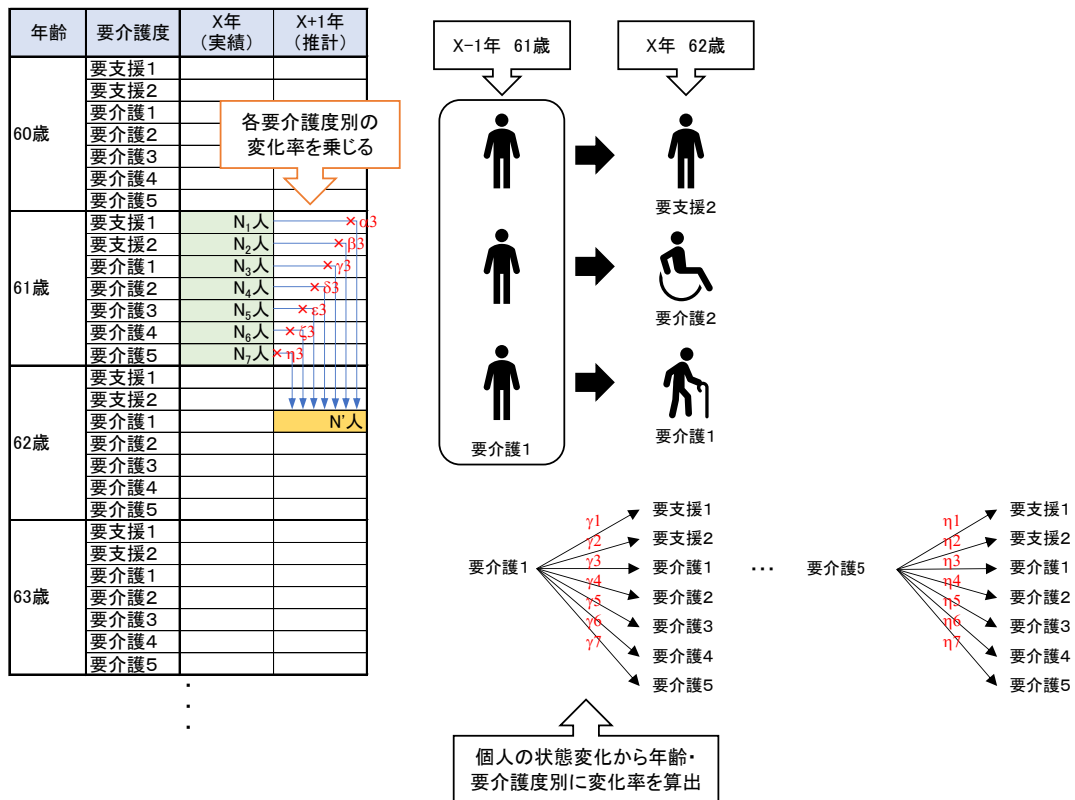 年齢 要介護度 X年 X+1年
(実績) (推計)
60歳
要支援1
要支援2
要介護1
要介護2
要介護3
要介護4
要介護5
各要介護度別の
変化率を乗じる
61歳
要支援1 N₁人 ×α3
要支援2 N₂人 ×β3
要介護1 N₃人 ×γ3
要介護2 N₄人 ×δ3
要介護3 N₅人 ×ε3
要介護4 N₆人 ×ζ3
要介護5 N₇人 ×η3
62歳
要支援1
要支援2
要介護1 N'人
要介護2
要介護3
要介護4
要介護5
63歳
要支援1
要支援2
要介護1
要介護2
要介護3
要介護4
要介護5
・
・
・
X-1年 61歳
X年 62歳
要支援2
要介護2
要介護1
要介護1
要介護1
γ1 要支援1
γ2 要支援2
γ3 要介護1
γ4 要介護2
γ5 要介護3
γ6 要介護4
γ7 要介護5
…
要介護5
η1 要支援1
η2 要支援2
η3 要介護1
η4 要介護2
η5 要介護3
η6 要介護4
η7 要介護5
個人の状態変化から年齢・
要介護度別に変化率を算出